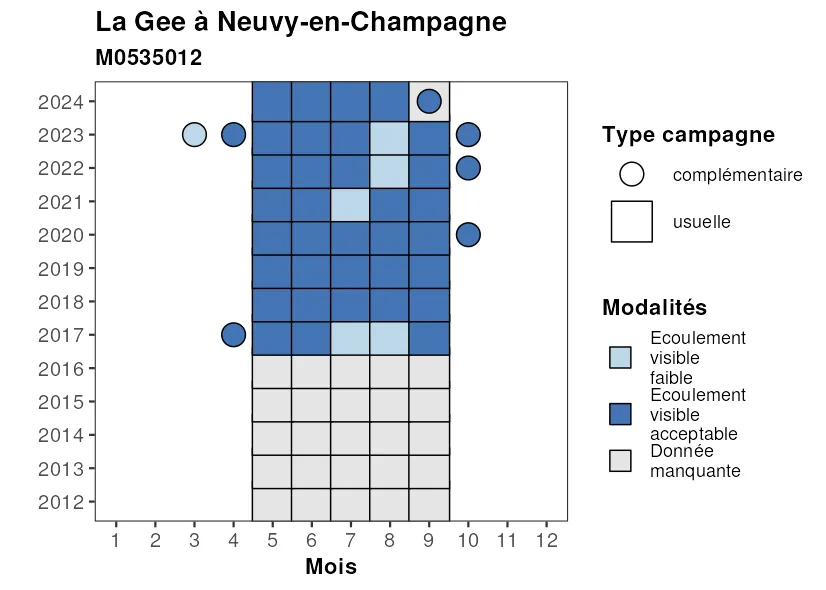 La Gee à Neuvy-en-Champagne
M0535012
2024
2023
2022
2021
2020
2019
2018
2017
2016
2015
2014
2013
2012
1 2 3 4 5 6 7 8 9 10 11 12
Mois
Type campagne
complémentaire
usuelle
Modalités
Ecoulement
visible
faible
Ecoulement
visible
acceptable
Donnée
manquante